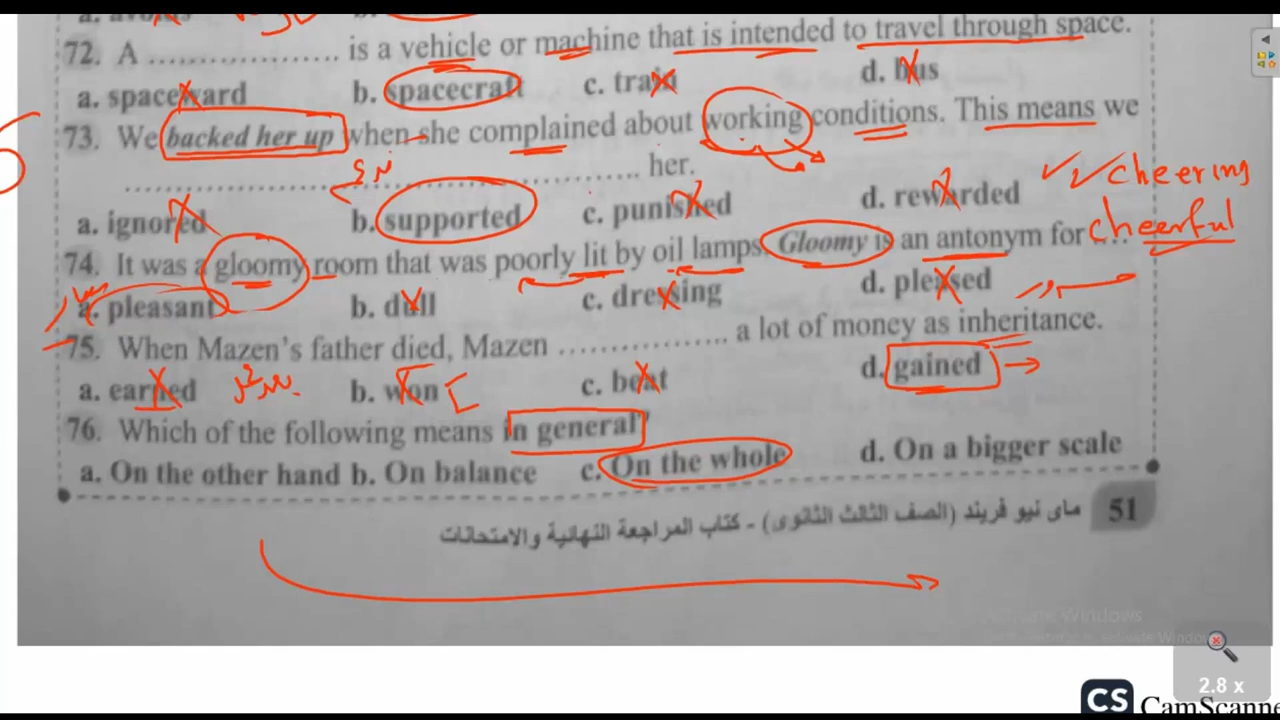 72. A ................... is a vehicle or machine that is intended to travel through space.
a. spaceward b. spacecraft c. train d. bus
73. We backed her up when she complained about working conditions. This means we
................................................... her.
a. ignored b. supported c. punished d. rewarded
cheering
74. It was a gloomy room that was poorly lit by oil lamps. Gloomy is an antonym for ....
cheerful
a. pleasant b. dull c. dressing d. pleased
75. When Mazen's father died, Mazen ................. a lot of money as inheritance.
a. earned b. won c. beat d. gained
76. Which of the following means in general?
a. On the other hand b. On balance c. On the whole d. On a bigger scale
51 ماى نيو فريند (الصف الثالث الثانوى) - كتاب المراجعة النهائية والامتحانات
Activate Windows
2.8 x
CS CamScanne